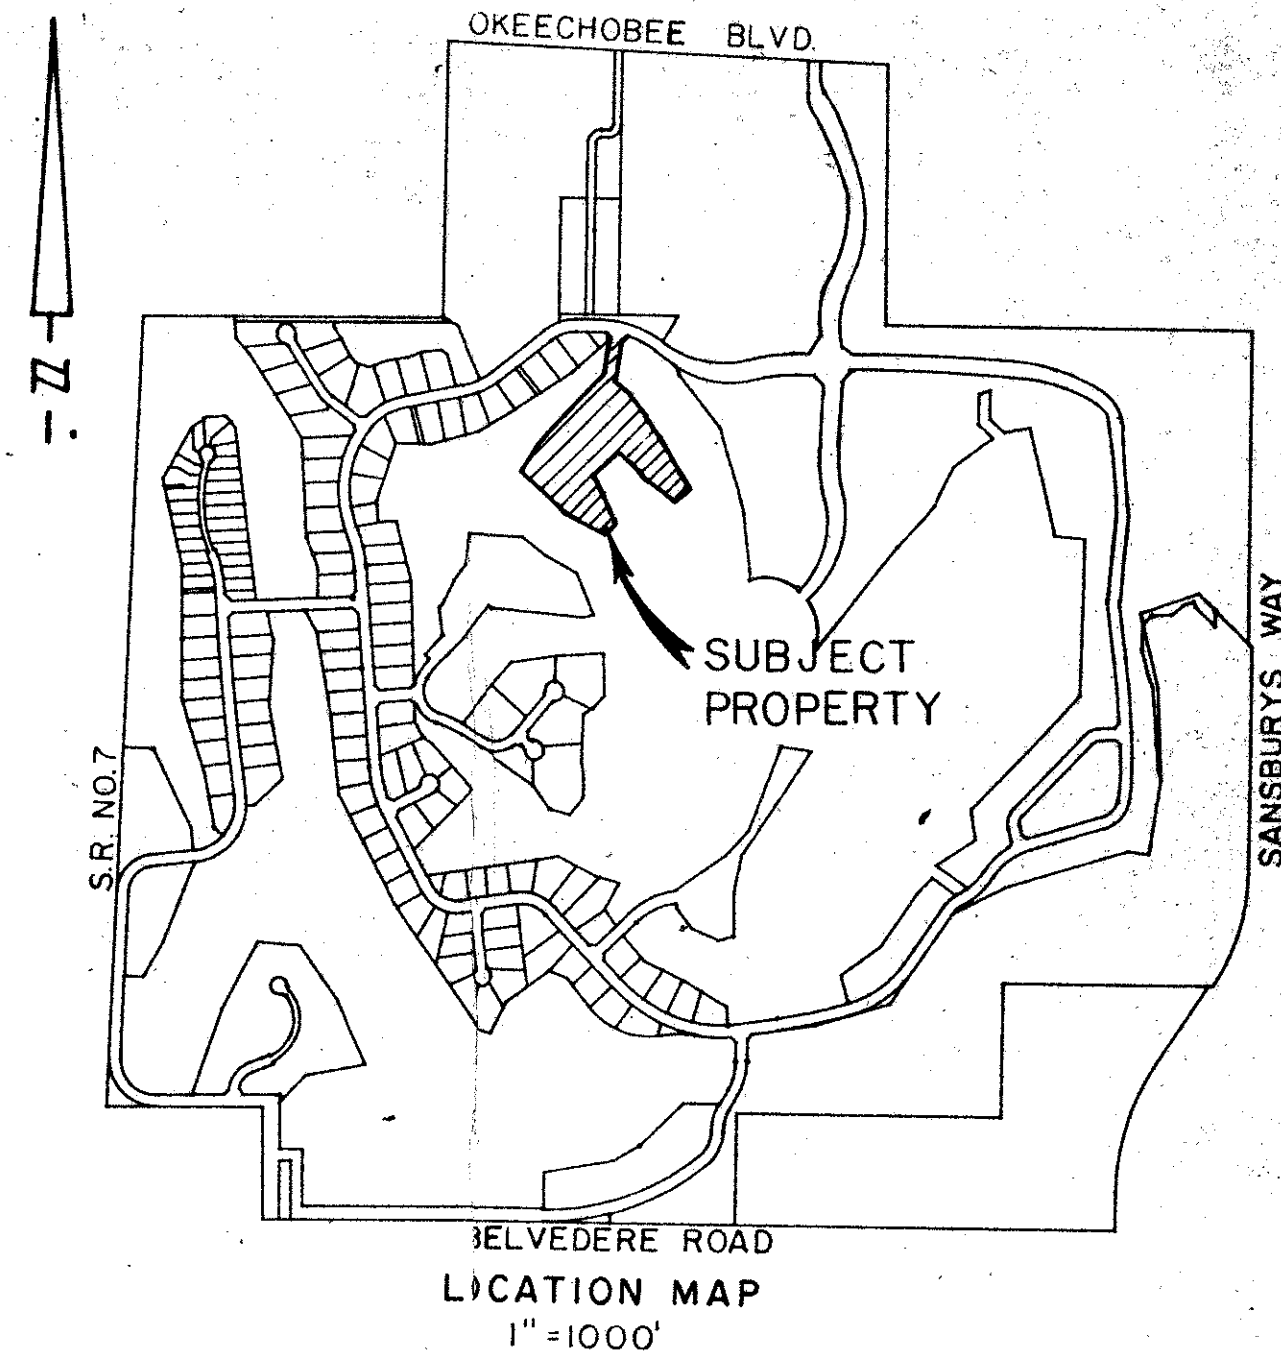 OKEECHOBEE BLVD.
N
SUBJECT
PROPERTY
S.R. NO.7
SANSBURYS WAY
BELVEDERE ROAD
LOCATION MAP
1"=1000'